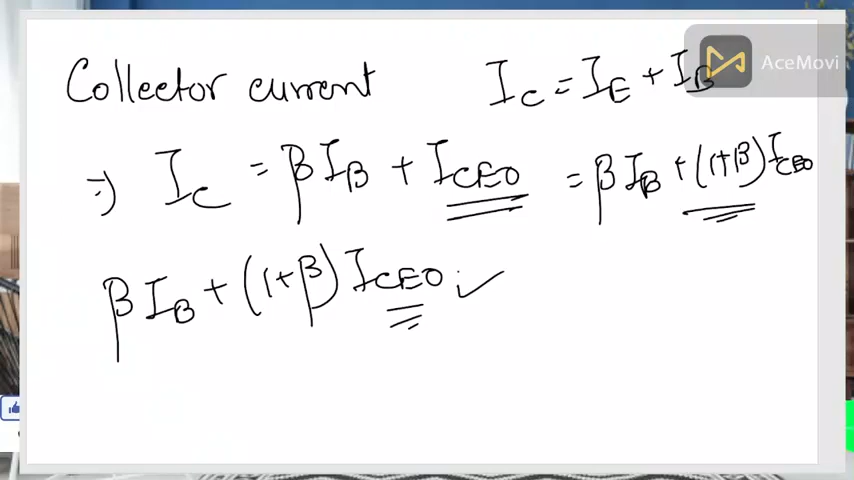 Collector current I_C = I_E + I_B
AceMovi
=) I_C = βI_B + I_CEO = βI_B + (1+β)I_CEO
βI_B + (1+β)I_CEO ✓